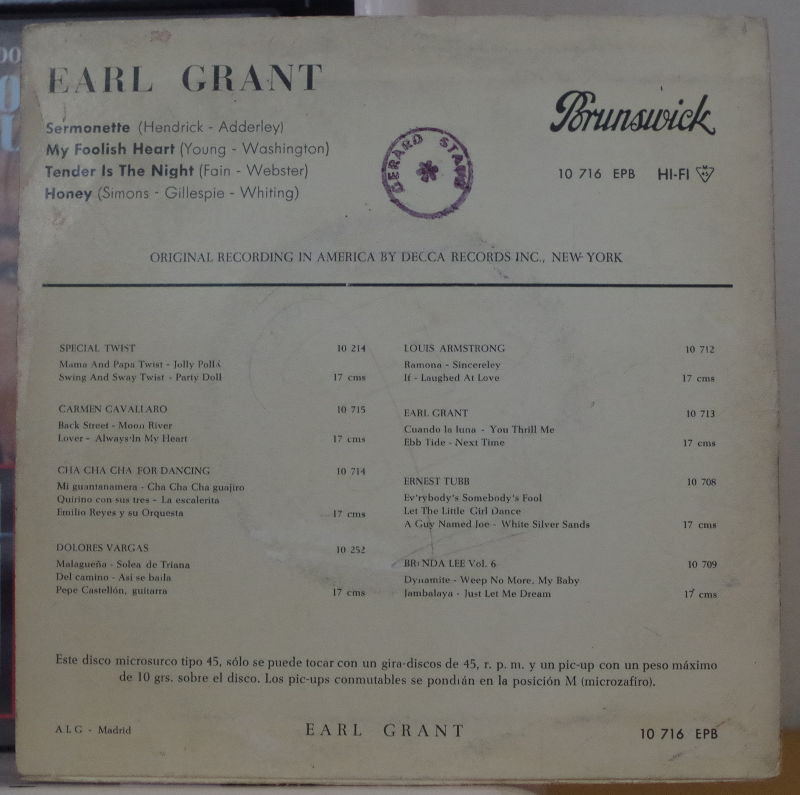 EARL GRANT
Sermonette (Hendrick - Adderley)
My Foolish Heart (Young - Washington)
Tender Is The Night (Fain - Webster)
Honey (Simons - Gillespie - Whiting)
GERARD STAUB
Brunswick
10 716 EPB HI-FI
ORIGINAL RECORDING IN AMERICA BY DECCA RECORDS INC., NEW-YORK
SPECIAL TWIST 10 214
Mama And Papa Twist - Jolly Polly
Swing And Sway Twist - Party Doll 17 cms
CARMEN CAVALLARO 10 715
Back Street - Moon River
Lover - Always In My Heart 17 cms
CHA CHA CHA FOR DANCING 10 714
Mi guantanamera - Cha Cha Cha guajiro
Quirino con sus tres - La escalerita
Emilio Reyes y su Orquesta 17 cms
DOLORES VARGAS 10 252
Malagueña - Solea de Triana
Del camino - Asi se baila
Pepe Castellón, guitarra 17 cms
LOUIS ARMSTRONG 10 712
Ramona - Sincereley
If - Laughed At Love 17 cms
EARL GRANT 10 713
Cuando la luna - You Thrill Me
Ebb Tide - Next Time 17 cms
ERNEST TUBB 10 708
Ev'rybody's Somebody's Fool
Let The Little Girl Dance
A Guy Named Joe - White Silver Sands 17 cms
BRENDA LEE Vol. 6 10 709
Dynamite - Weep No More, My Baby
Jambalaya - Just Let Me Dream 17 cms
Este disco microsurco tipo 45, sólo se puede tocar con un gira-discos de 45, r. p. m. y un pic-up con un peso máximo
de 10 grs. sobre el disco. Los pic-ups conmutables se pondrán en la posición M (microzafiro).
ALG - Madrid EARL GRANT 10 716 EPB